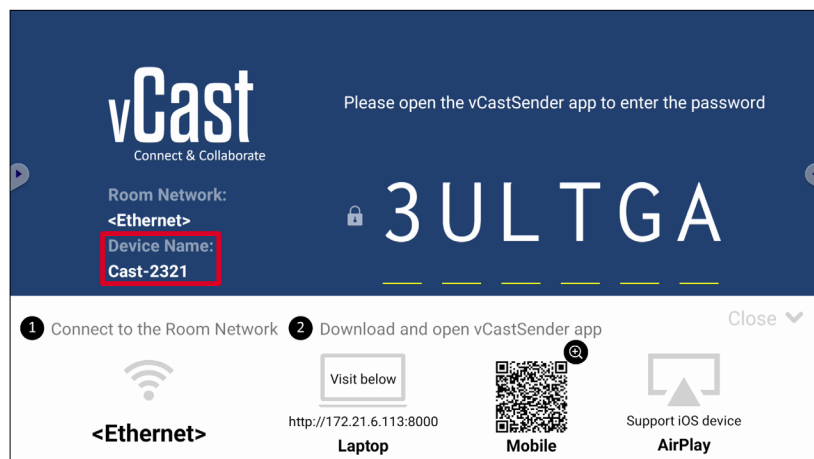 vCast
Connect & Collaborate
Please open the vCastSender app to enter the password
Room Network:
<Ethernet>
Device Name:
Cast-2321
3ULTGA
1 Connect to the Room Network
2 Download and open vCastSender app
Close
<Ethernet>
Visit below
http://172.21.6.113:8000
Laptop
Mobile
Support iOS device
AirPlay